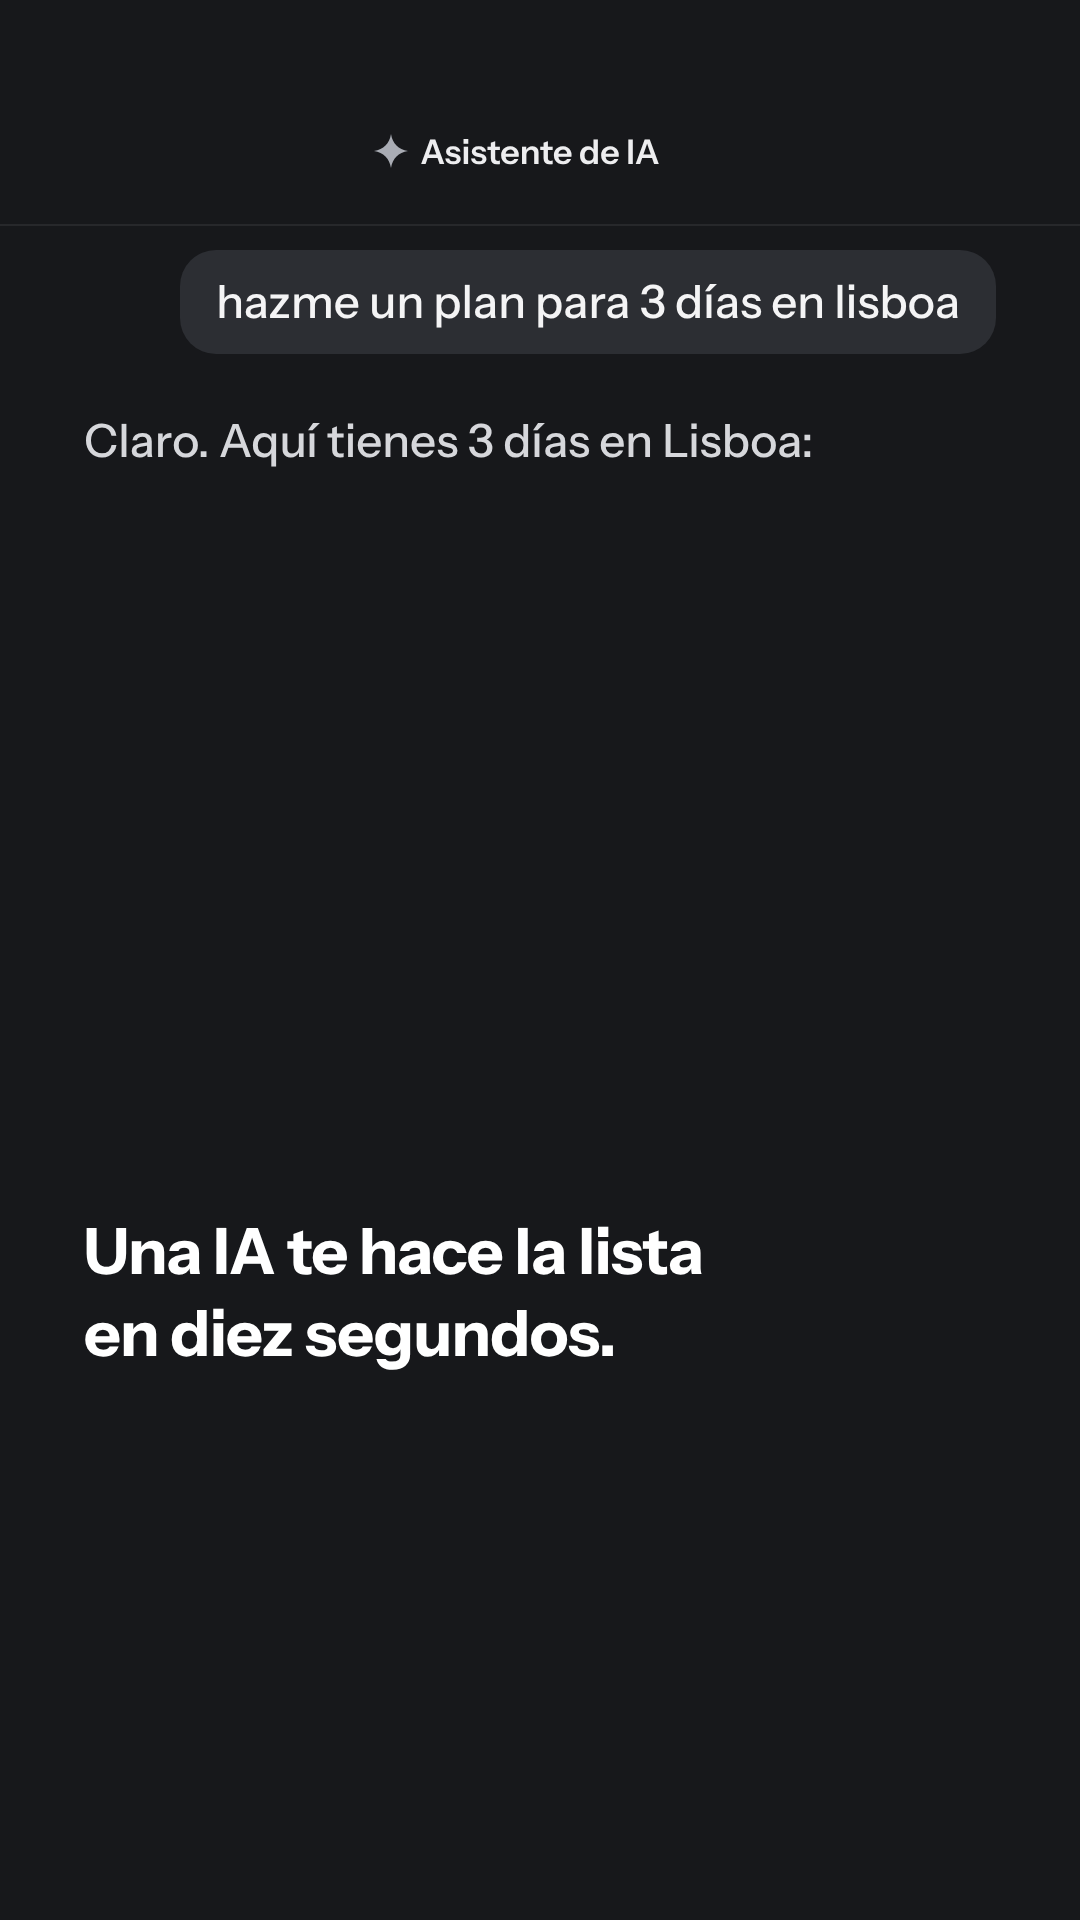 Asistente de IA
hazme un plan para 3 días en lisboa
Claro. Aquí tienes 3 días en Lisboa:
Una IA te hace la lista
en diez segundos.